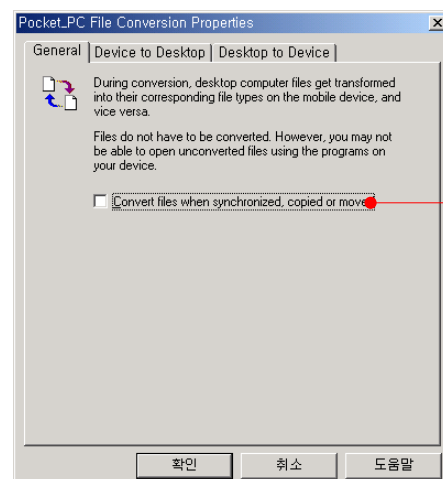 Pocket_PC File Conversion Properties
General
Device to Desktop
Desktop to Device
During conversion, desktop computer files get transformed
into their corresponding file types on the mobile device, and
vice versa.
Files do not have to be converted. However, you may not
be able to open unconverted files using the programs on
your device.
Convert files when synchronized, copied or move
확인
취소
도움말